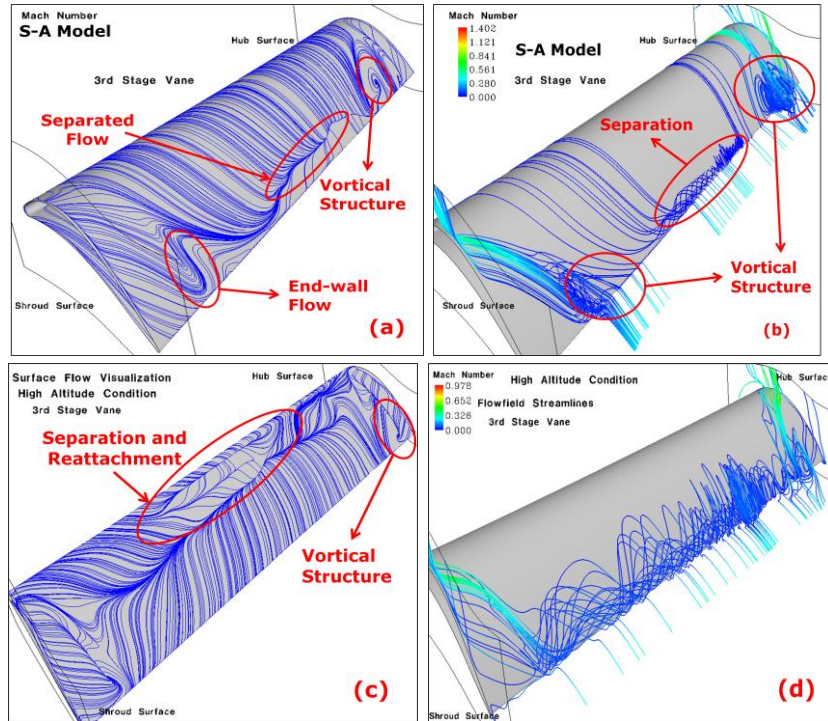 Mach Number
S-A Model
Hub Surface
3rd Stage Vane
Separated
Flow
Vortical
Structure
End-wall
Flow
Shroud Surface
(a)
Mach Number
1.402
1.121
0.841
0.561
0.280
0.000
S-A Model
Hub Surface
3rd Stage Vane
Separation
Vortical
Structure
Shroud Surface
(b)
Surface Flow Visualization
High Altitude Condition
3rd Stage Vane
Hub Surface
Separation and
Reattachment
Vortical
Structure
Shroud Surface
(c)
Mach Number
0.978
0.652
0.326
0.000
High Altitude Condition
Flowfield Streamlines
3rd Stage Vane
Hub Surface
Shroud Surface
(d)